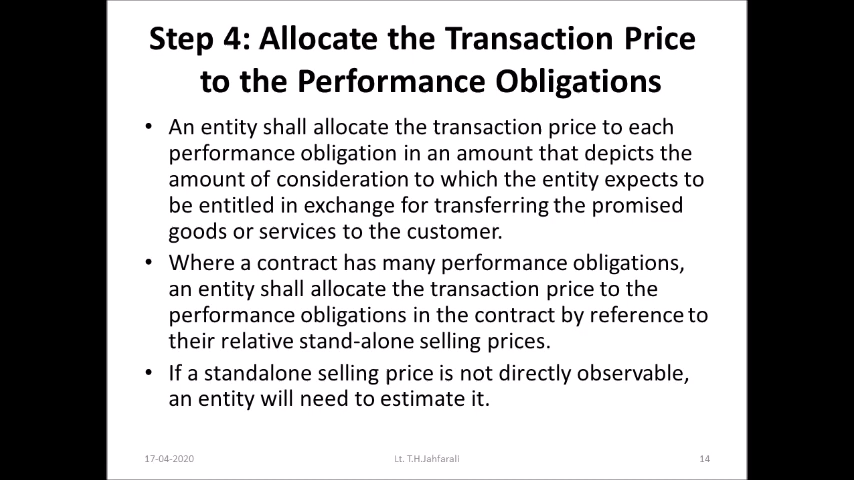 Step 4: Allocate the Transaction Price
to the Performance Obligations
• An entity shall allocate the transaction price to each
performance obligation in an amount that depicts the
amount of consideration to which the entity expects to
be entitled in exchange for transferring the promised
goods or services to the customer.
• Where a contract has many performance obligations,
an entity shall allocate the transaction price to the
performance obligations in the contract by reference to
their relative stand-alone selling prices.
• If a standalone selling price is not directly observable,
an entity will need to estimate it.
17-04-2020 Lt. T.H.Jahfarali 14